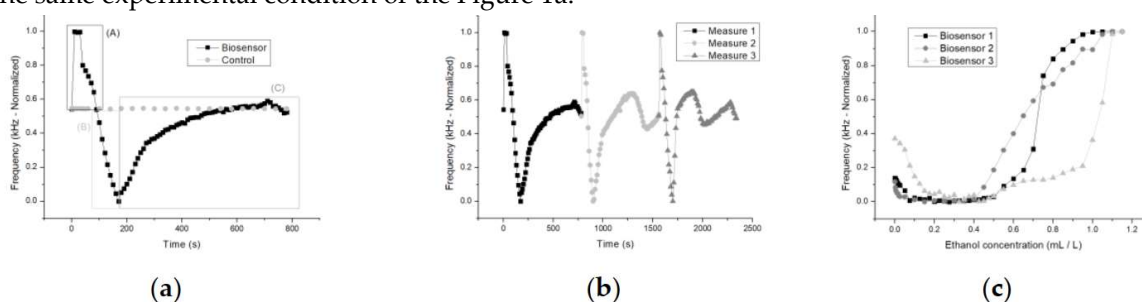 the same experimental condition of the Figure 1a.
(A)
Biosensor
Control
(C)
(B)
Frequency (kHz - Normalized)
1.0
0.8
0.6
0.4
0.2
0.0
0 200 400 600 800
Time (s)
(a)
Measure 1
Measure 2
Measure 3
Frequency (kHz - Normalized)
1.0
0.8
0.6
0.4
0.2
0.0
0 500 1000 1500 2000 2500
Time (s)
(b)
Biosensor 1
Biosensor 2
Biosensor 3
Frequency (kHz - Normalized)
1.0
0.8
0.6
0.4
0.2
0.0
0.0 0.2 0.4 0.6 0.8 1.0 1.2
Ethanol concentration (mL / L)
(c)